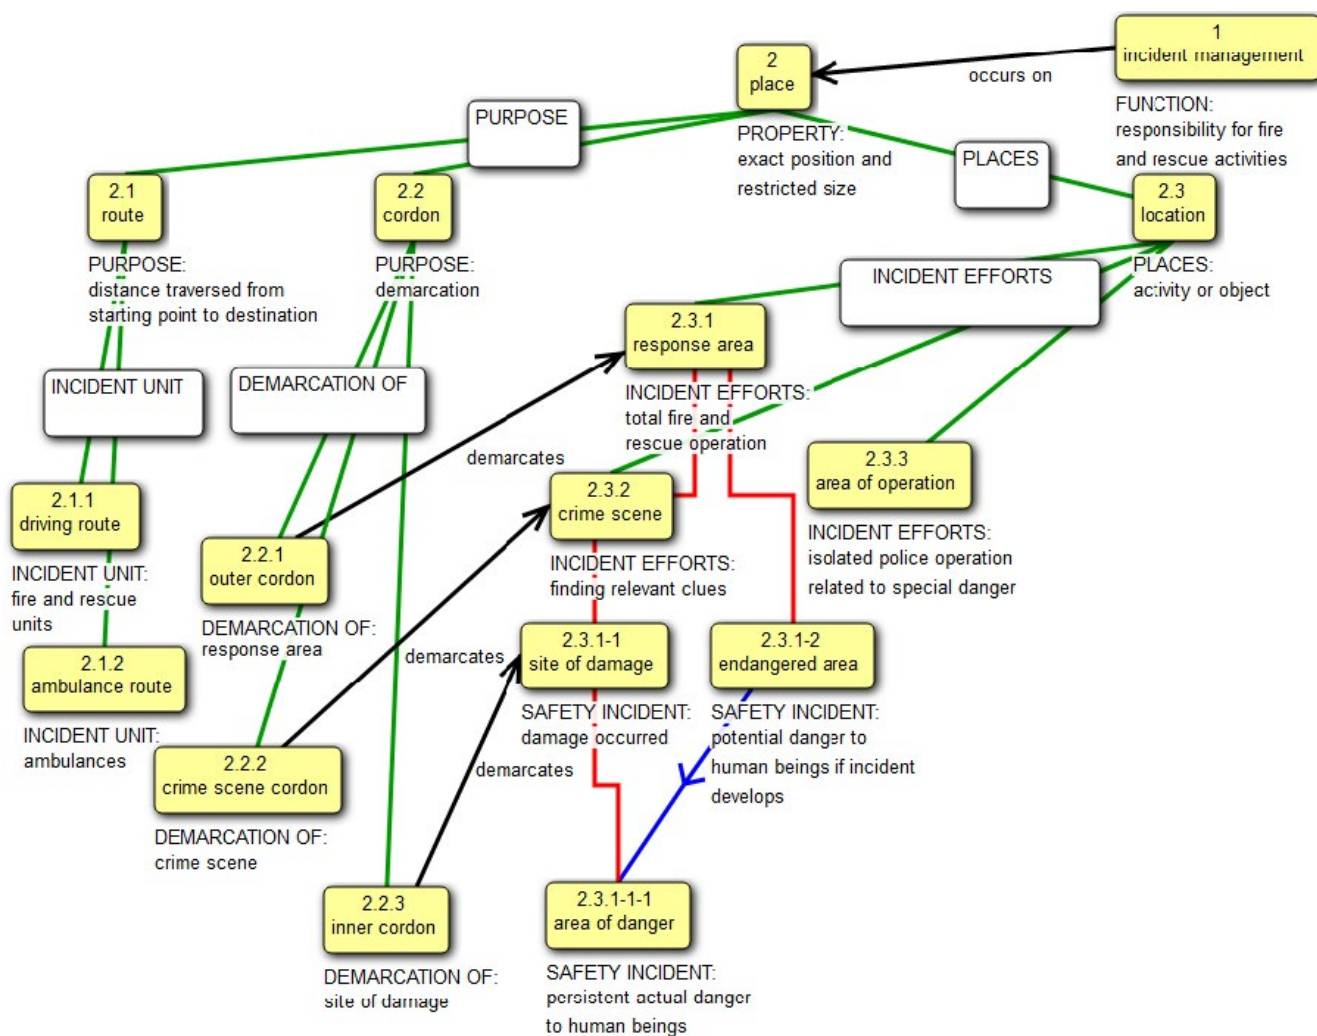 1
incident management
occurs on
FUNCTION:
responsibility for fire
and rescue activities
2
place
PROPERTY:
exact position and
restricted size
PURPOSE
PLACES
2.1
route
PURPOSE:
distance traversed from
starting point to destination
2.2
cordon
PURPOSE:
demarcation
2.3
location
PLACES:
activity or object
INCIDENT EFFORTS
INCIDENT UNIT
DEMARCATION OF
2.3.1
response area
INCIDENT EFFORTS:
total fire and
rescue operation
demarcates
2.3.2
crime scene
INCIDENT EFFORTS:
finding relevant clues
2.3.3
area of operation
INCIDENT EFFORTS:
isolated police operation
related to special danger
2.1.1
driving route
INCIDENT UNIT:
fire and rescue
units
2.1.2
ambulance route
INCIDENT UNIT:
ambulances
2.2.1
outer cordon
DEMARCATION OF:
response area
demarcates
2.2.2
crime scene cordon
DEMARCATION OF:
crime scene
demarcates
2.2.3
inner cordon
DEMARCATION OF:
site of damage
2.3.1-1
site of damage
SAFETY INCIDENT:
damage occurred
2.3.1-2
endangered area
SAFETY INCIDENT:
potential danger to
human beings if incident
develops
2.3.1-1-1
area of danger
SAFETY INCIDENT:
persistent actual danger
to human beings